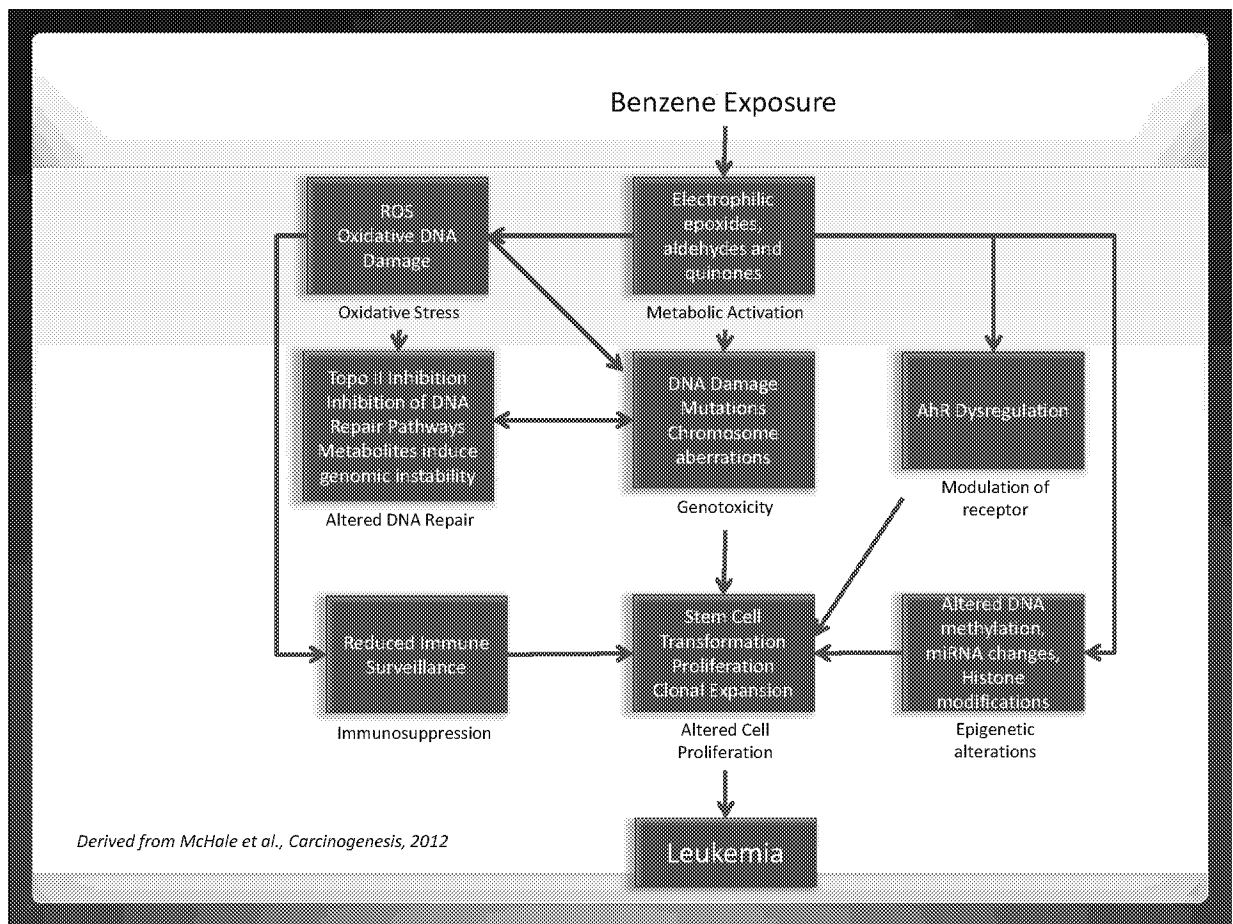 Benzene Exposure
ROS
Oxidative DNA
Damage
Oxidative Stress
Electrophilic
epoxides,
aldehydes and
quinones
Metabolic Activation
Topo II Inhibition
Inhibition of DNA
Repair Pathways
Metabolites induce
genomic instability
Altered DNA Repair
DNA Damage
Mutations
Chromosome
aberrations
Genotoxicity
AhR Dysregulation
Modulation of
receptor
Reduced Immune
Surveillance
Immunosuppression
Stem Cell
Transformation
Proliferation
Clonal Expansion
Altered Cell
Proliferation
Altered DNA
methylation,
miRNA changes,
Histone
modifications
Epigenetic
alterations
Leukemia
Derived from McHale et al., Carcinogenesis, 2012